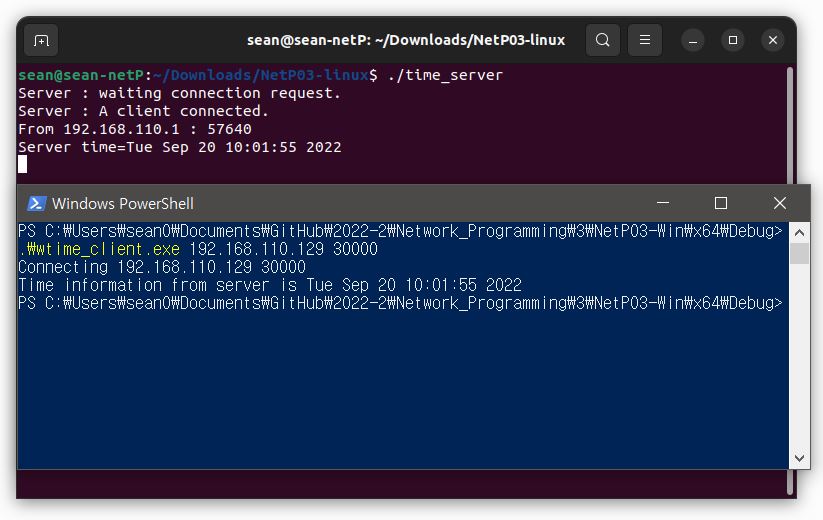 sean@sean-netP: ~/Downloads/NetP03-linux
sean@sean-netP:~/Downloads/NetP03-linux$ ./time_server
Server : waiting connection request.
Server : A client connected.
From 192.168.110.1 : 57640
Server time=Tue Sep 20 10:01:55 2022
Windows PowerShell
PS C:₩Users₩sean0₩Documents₩GitHub₩2022-2₩Network_Programming₩3₩NetP03-Win₩x64₩Debug>
.₩wtime_client.exe 192.168.110.129 30000
Connecting 192.168.110.129 30000
Time information from server is Tue Sep 20 10:01:55 2022
PS C:₩Users₩sean0₩Documents₩GitHub₩2022-2₩Network_Programming₩3₩NetP03-Win₩x64₩Debug>